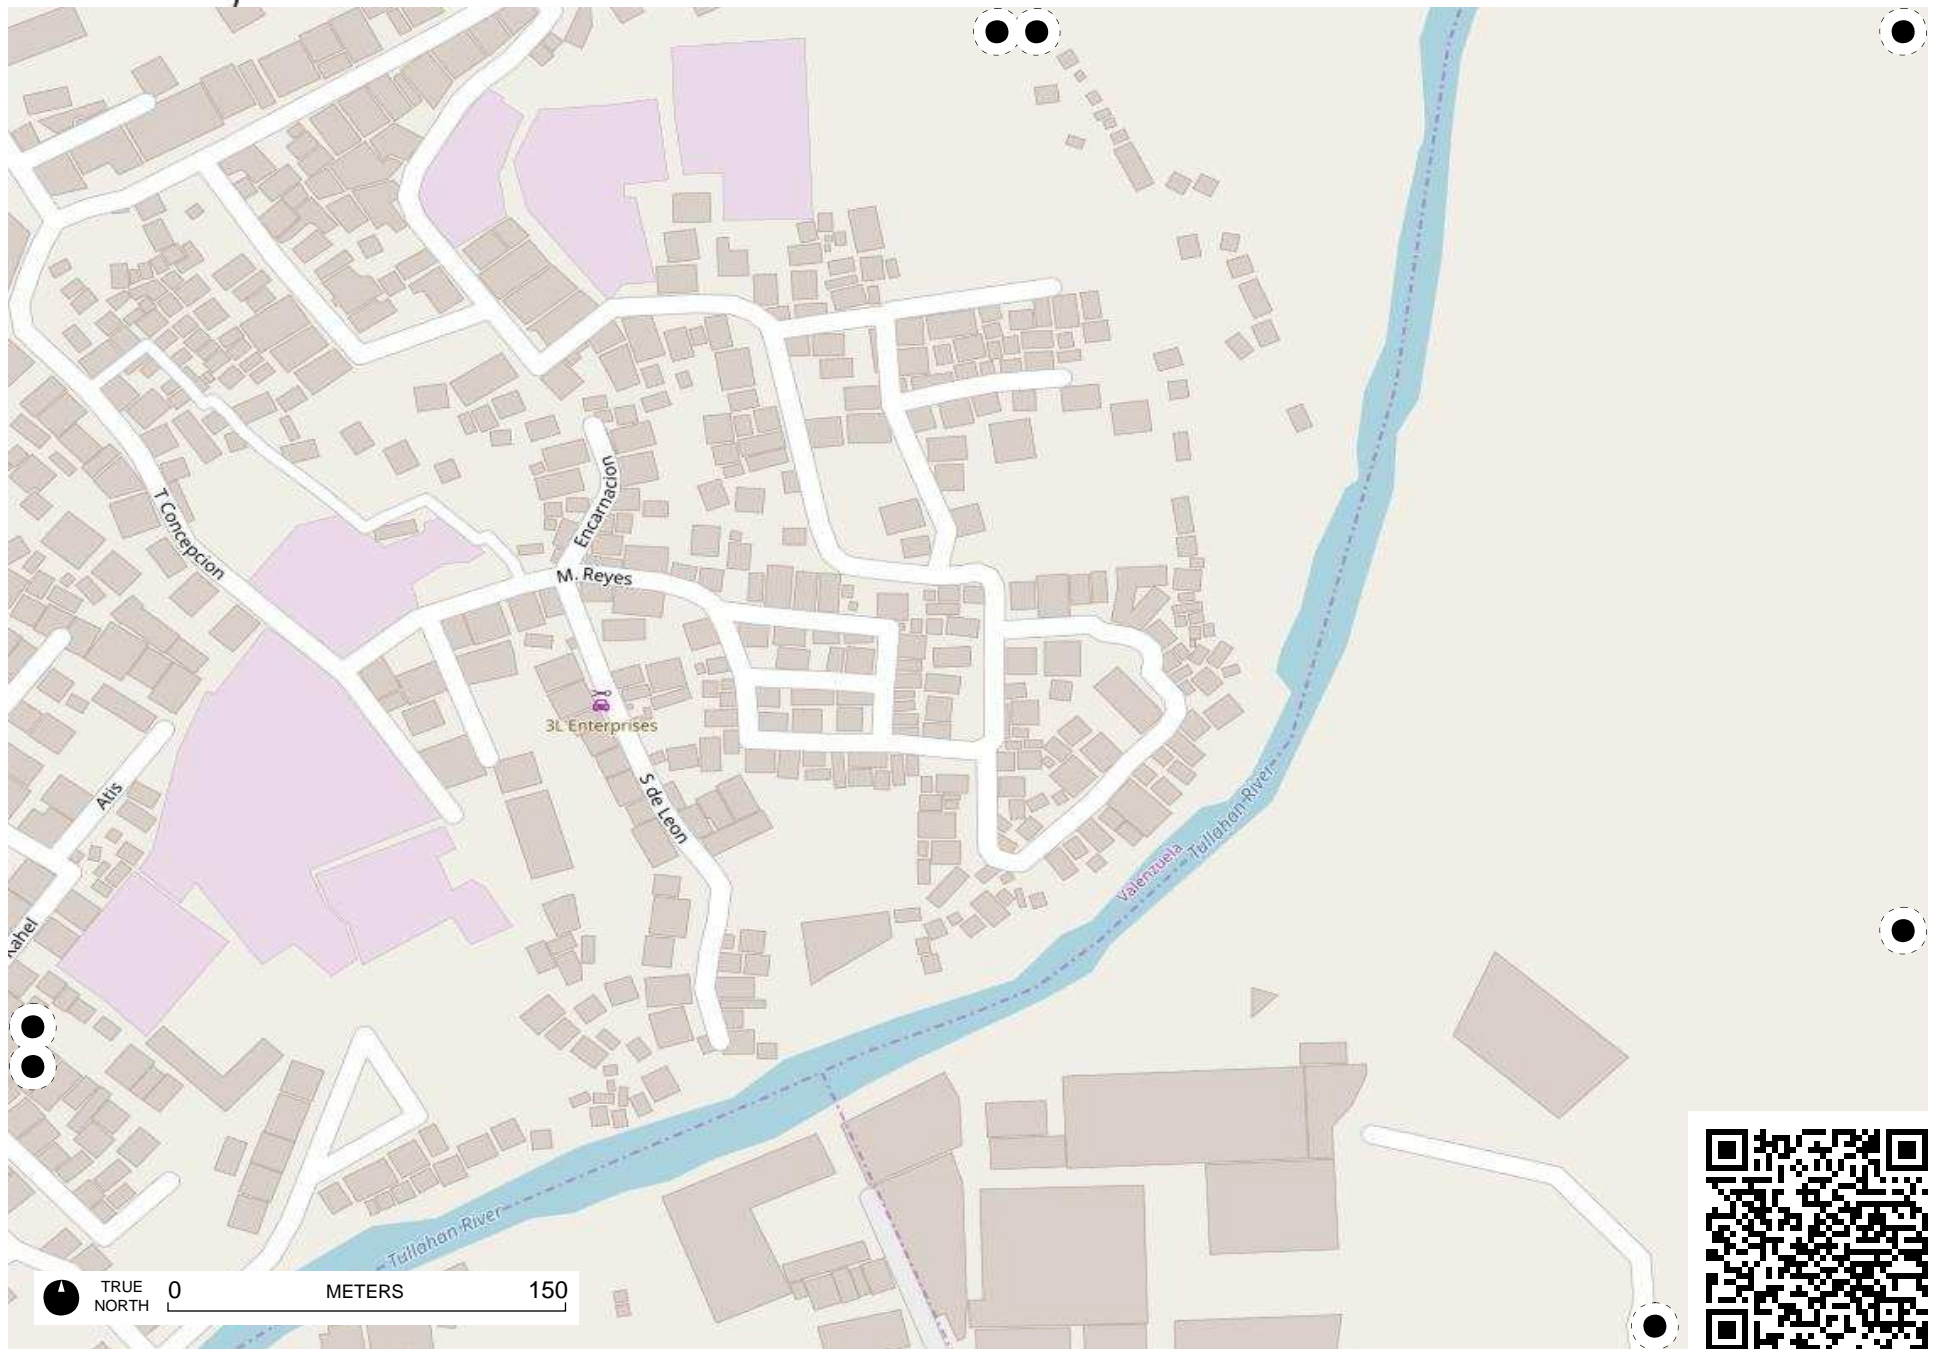 Encarnacion
T Concepcion
M. Reyes
3L Enterprises
S de Leon
Atis
Valenzuela
Tullahan River
Tullahan River
TRUE
NORTH
0 METERS 150